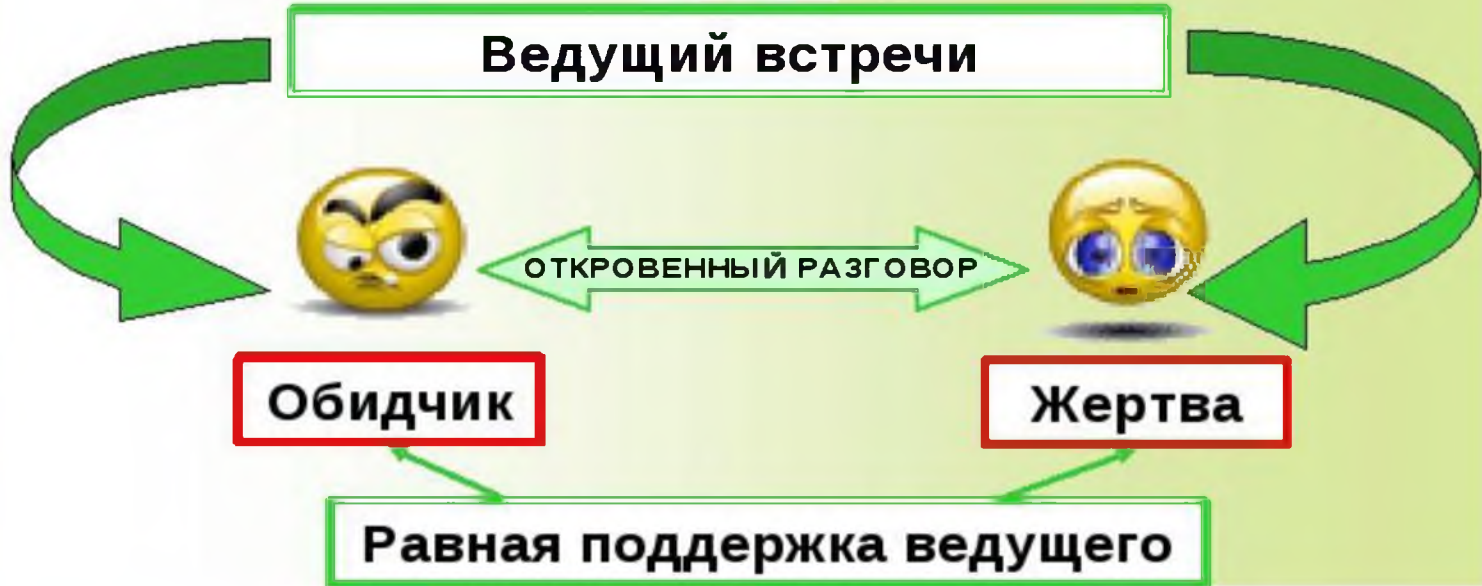 Ведущий встречи
ОТКРОВЕННЫЙ РАЗГОВОР
Обидчик
Жертва
Равная поддержка ведущего